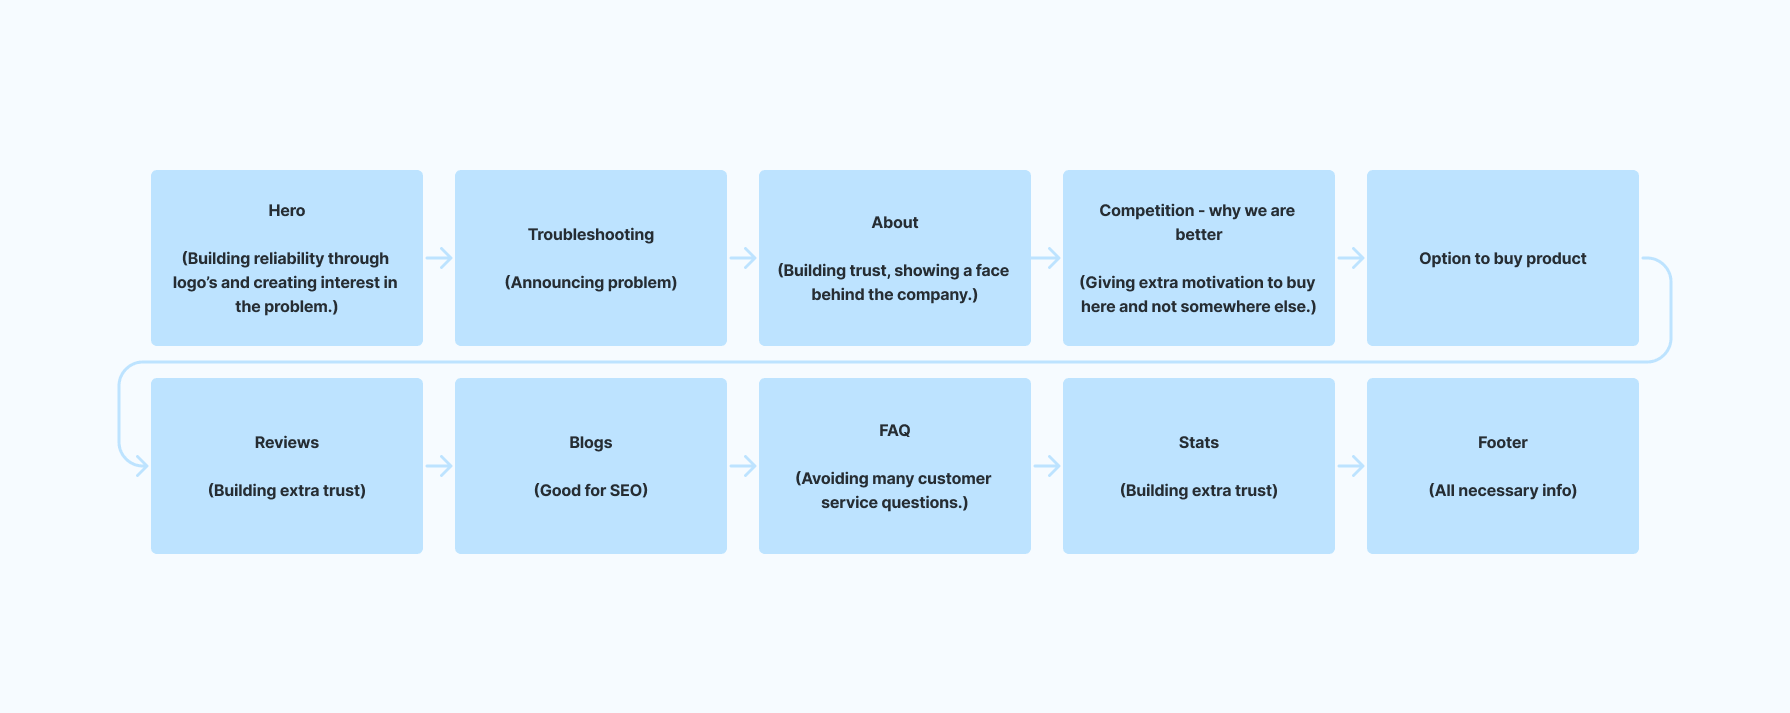 Hero
(Building reliability through
logo’s and creating interest in
the problem.)
Troubleshooting
(Announcing problem)
About
(Building trust, showing a face
behind the company.)
Competition - why we are
better
(Giving extra motivation to buy
here and not somewhere else.)
Option to buy product
Reviews
(Building extra trust)
Blogs
(Good for SEO)
FAQ
(Avoiding many customer
service questions.)
Stats
(Building extra trust)
Footer
(All necessary info)